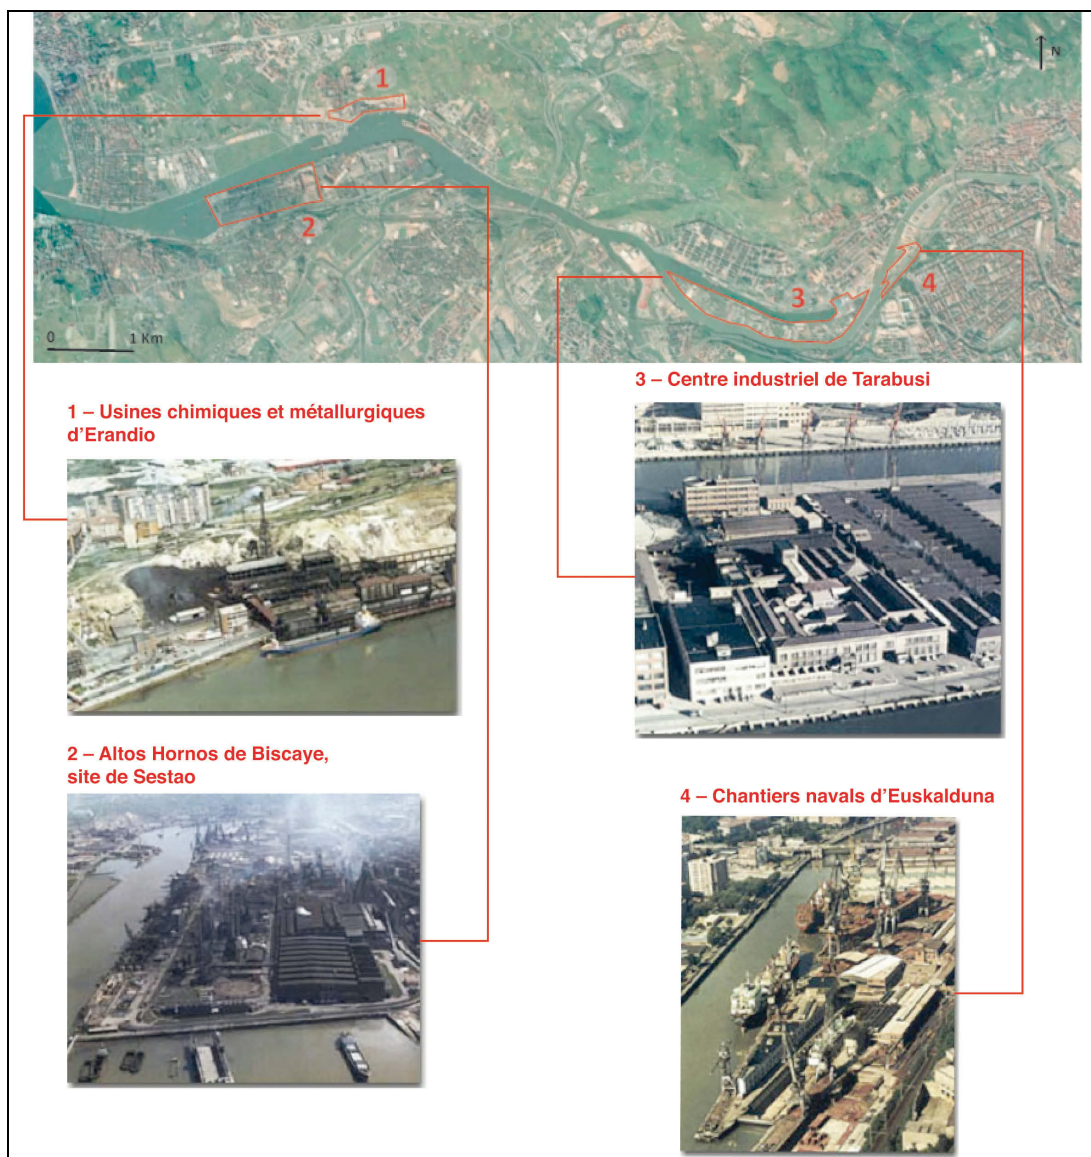 1
N
2
3
4
0 1 Km
3 – Centre industriel de Tarabusi
1 – Usines chimiques et métallurgiques
d’Erandio
2 – Altos Hornos de Biscaye,
site de Sestao
4 – Chantiers navals d’Euskalduna